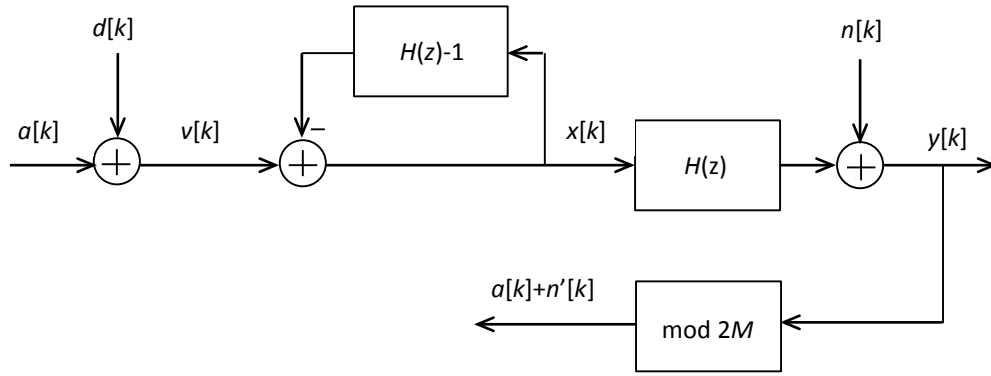 d[k]
n[k]
H(z)-1
a[k]
v[k]
–
x[k]
y[k]
+
+
H(z)
+
a[k]+n’[k]
mod 2M